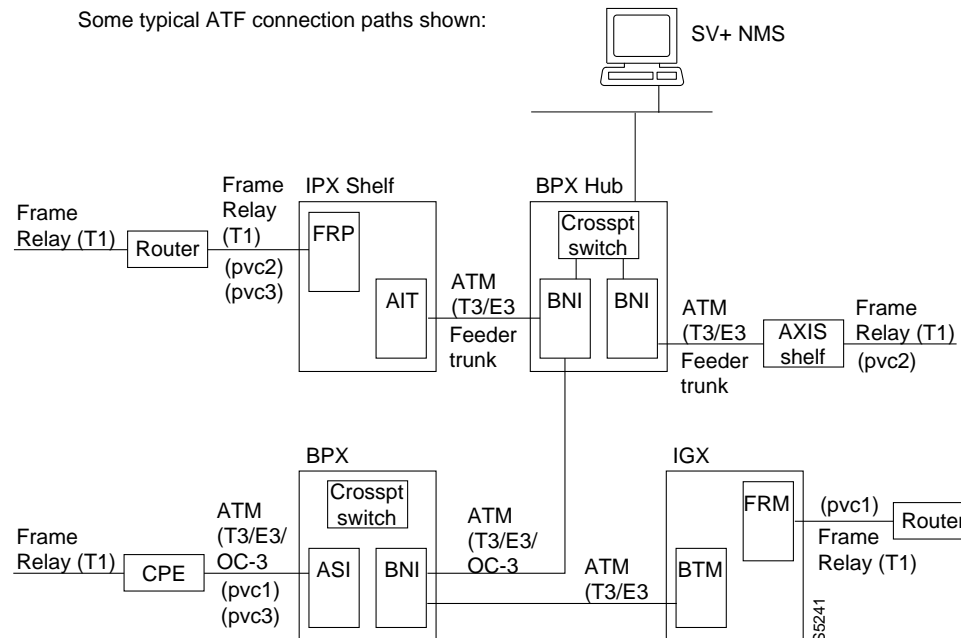 Some typical ATF connection paths shown:
SV+ NMS
IPX Shelf
BPX Hub
Frame
Relay (T1)
Router
Frame
Relay
(T1)
(pvc2)
(pvc3)
FRP
AIT
ATM
(T3/E3
Feeder
trunk
Crosspt
switch
BNI
BNI
ATM
(T3/E3
Feeder
trunk
AXIS
shelf
Frame
Relay (T1)
(pvc2)
BPX
IGX
Frame
Relay (T1)
CPE
ATM
(T3/E3/
OC-3
(pvc1)
(pvc3)
Crosspt
switch
ASI
BNI
ATM
(T3/E3/
OC-3
ATM
(T3/E3
BTM
FRM
(pvc1)
Frame
Relay (T1)
Router
S5241